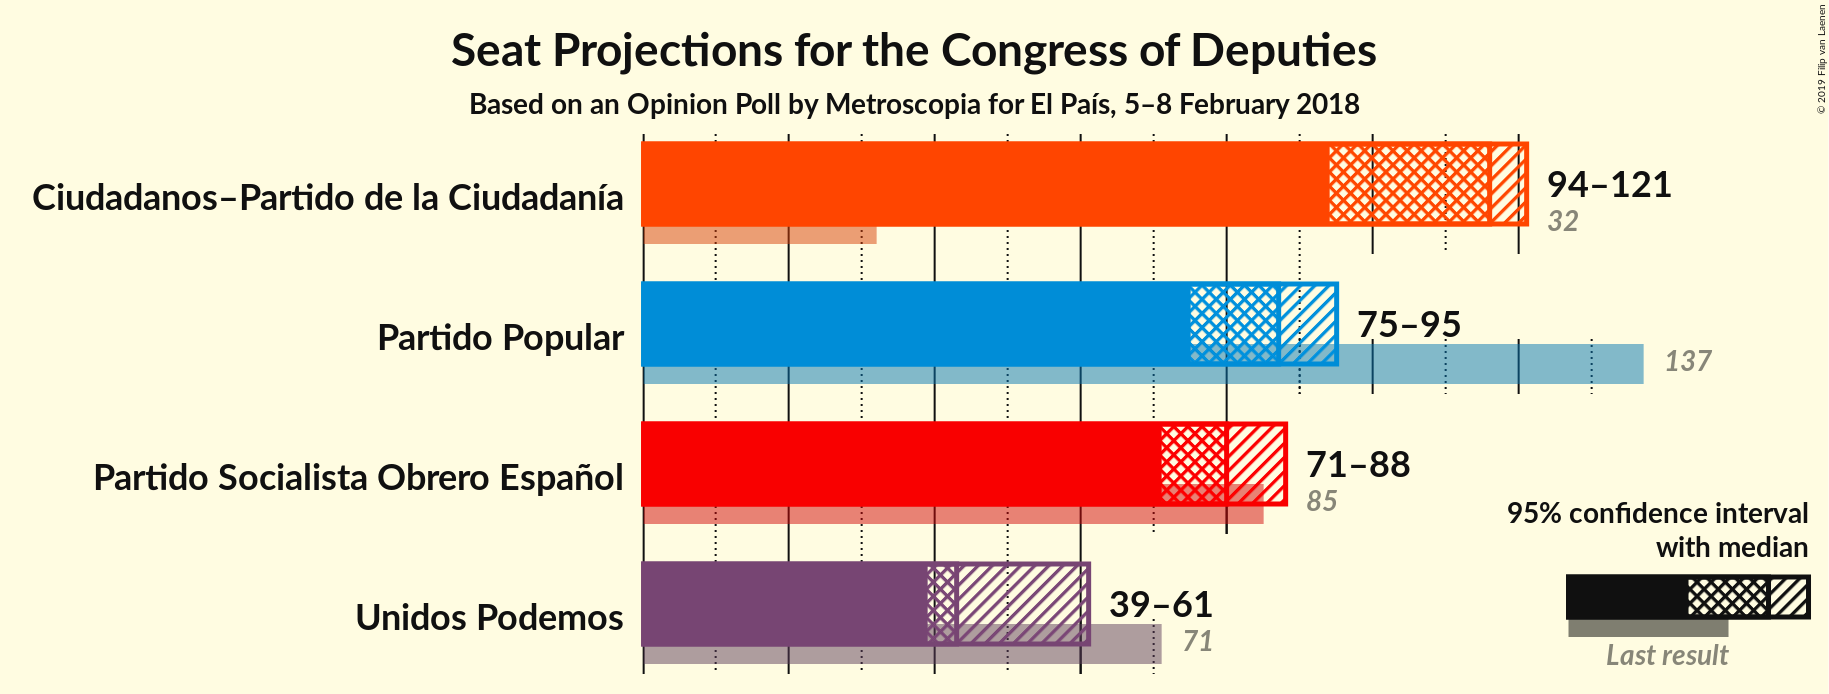 Seat Projections for the Congress of Deputies
Based on an Opinion Poll by Metroscopia for El País, 5–8 February 2018
© 2019 Filip van Laenen
Ciudadanos–Partido de la Ciudadanía
94–121
32
Partido Popular
75–95
137
Partido Socialista Obrero Español
71–88
85
Unidos Podemos
39–61
71
95% confidence interval
with median
Last result